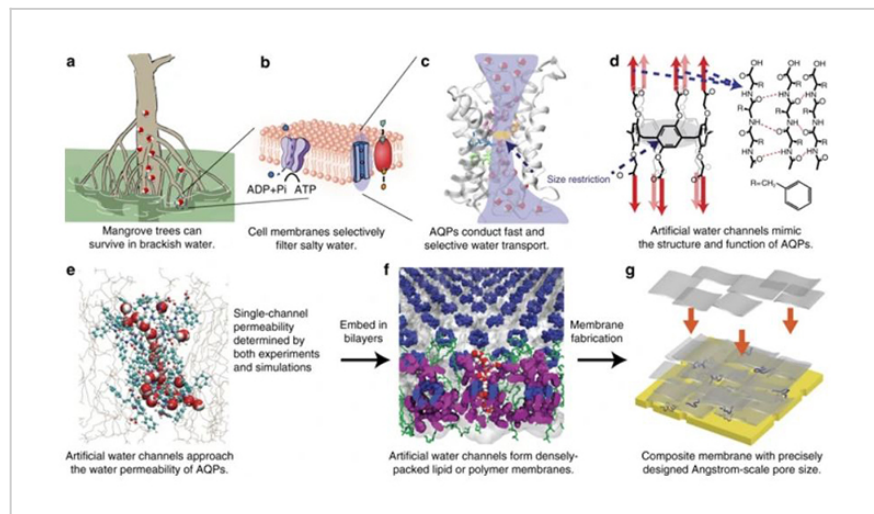 a
Mangrove trees can
survive in brackish water.
b
ADP+Pi ATP
Cell membranes selectively
filter salty water.
c
Size restriction
AQPs conduct fast and
selective water transport.
d
Artificial water channels mimic
the structure and function of AQPs.
R=CH₂
e
Artificial water channels approach
the water permeability of AQPs.
Single-channel
permeability
determined by
both experiments
and simulations
Embed in
bilayers
f
Artificial water channels form densely-
packed lipid or polymer membranes.
Membrane
fabrication
g
Composite membrane with precisely
designed Angstrom-scale pore size.